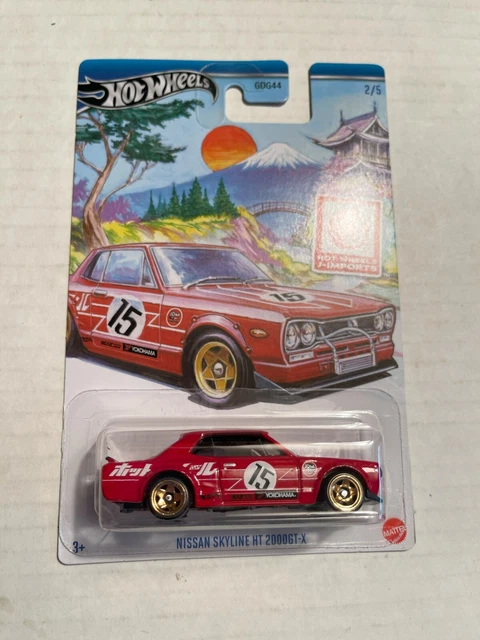 HOT WHEELS
GDG44
2/5
HOT WHEELS
J-IMPORTS
15
15
YOKOHAMA
ホット
ル
15
YOKOHAMA
3+
NISSAN SKYLINE HT 2000GT-X
MATTEL